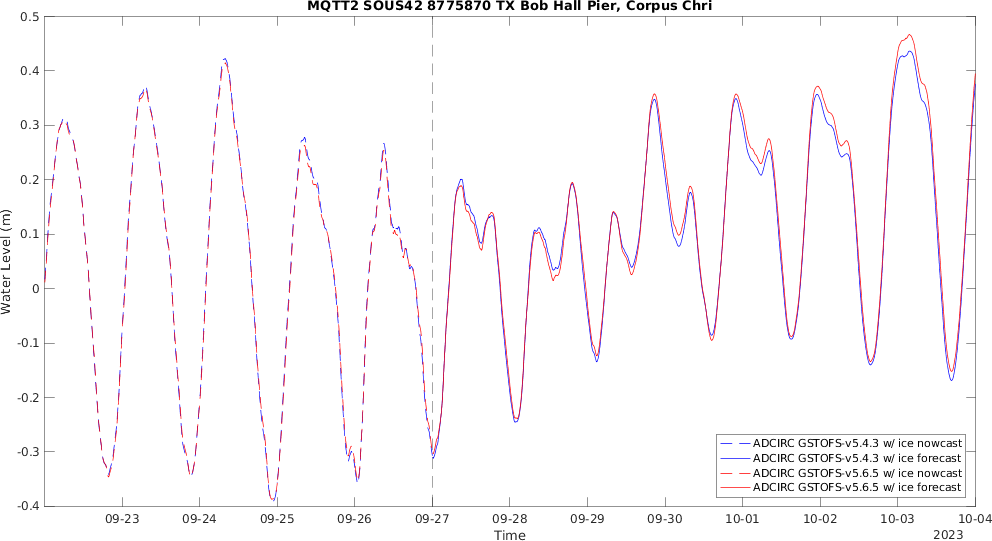 MQTT2 SOUS42 8775870 TX Bob Hall Pier, Corpus Chri
0.5
0.4
0.3
0.2
0.1
0
-0.1
-0.2
-0.3
-0.4
Water Level (m)
ADCIRC GSTOFS-v5.4.3 w/ ice nowcast
ADCIRC GSTOFS-v5.4.3 w/ ice forecast
ADCIRC GSTOFS-v5.6.5 w/ ice nowcast
ADCIRC GSTOFS-v5.6.5 w/ ice forecast
09-23 09-24 09-25 09-26 09-27 09-28 09-29 09-30 10-01 10-02 10-03 10-04
Time
2023